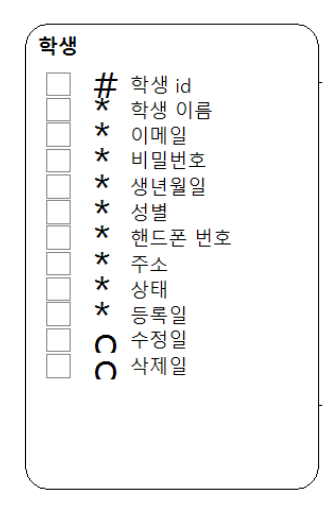 학생
# 학생 id
* 학생 이름
* 이메일
* 비밀번호
* 생년월일
* 성별
* 핸드폰 번호
* 주소
* 상태
* 등록일
o 수정일
o 삭제일